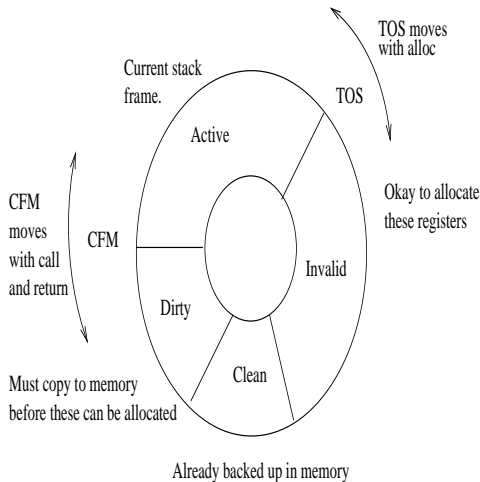 TOS moves
with alloc
Current stack
frame.
TOS
Active
Okay to allocate
these registers
CFM
moves
with call
and return
CFM
Invalid
Dirty
Clean
Must copy to memory
before these can be allocated
Already backed up in memory